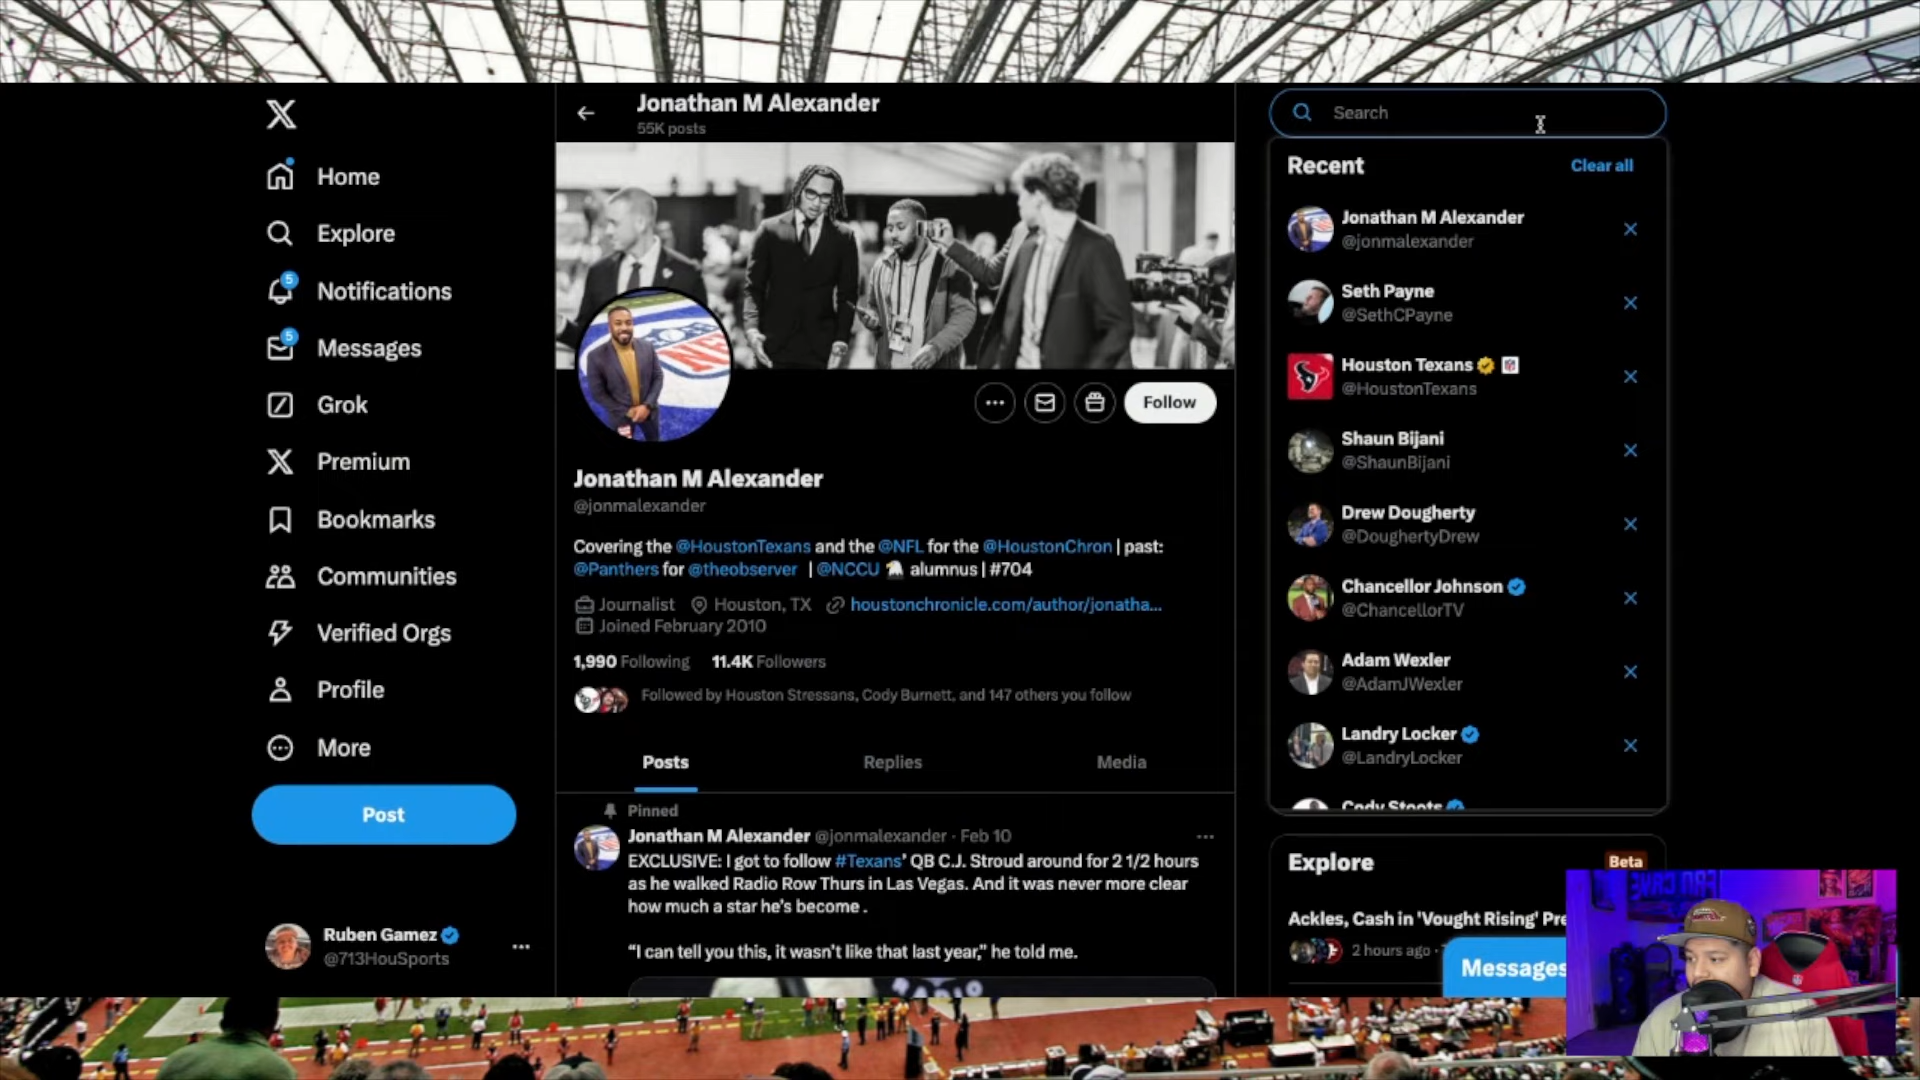 Home
Explore
5
Notifications
5
Messages
Grok
Premium
Bookmarks
Communities
Verified Orgs
Profile
More
Post
Ruben Gamez
@713HouSports
Jonathan M Alexander
55K posts
Follow
Jonathan M Alexander
@jonmalexander
Covering the @HoustonTexans and the @NFL for the @HoustonChron | past:
@Panthers for @theobserver | @NCCU 🦅 alumnus | #704
Journalist Houston, TX houstonchronicle.com/author/jonatha...
Joined February 2010
1,990 Following 11.4K Followers
Followed by Houston Stressans, Cody Burnett, and 147 others you follow
Posts Replies Media
Pinned
Jonathan M Alexander @jonmalexander · Feb 10
EXCLUSIVE: I got to follow #Texans' QB C.J. Stroud around for 2 1/2 hours
as he walked Radio Row Thurs in Las Vegas. And it was never more clear
how much a star he's become .
“I can tell you this, it wasn't like that last year,” he told me.
RADIO
Search
Recent Clear all
Jonathan M Alexander
@jonmalexander
Seth Payne
@SethCPayne
Houston Texans
@HoustonTexans
Shaun Bijani
@ShaunBijani
Drew Dougherty
@DoughertyDrew
Chancellor Johnson
@ChancellorTV
Adam Wexler
@AdamJWexler
Landry Locker
@LandryLocker
Cody Stoots
Explore Beta
Ackles, Cash in 'Vought Rising' Pre
2 hours ago ·
Messages